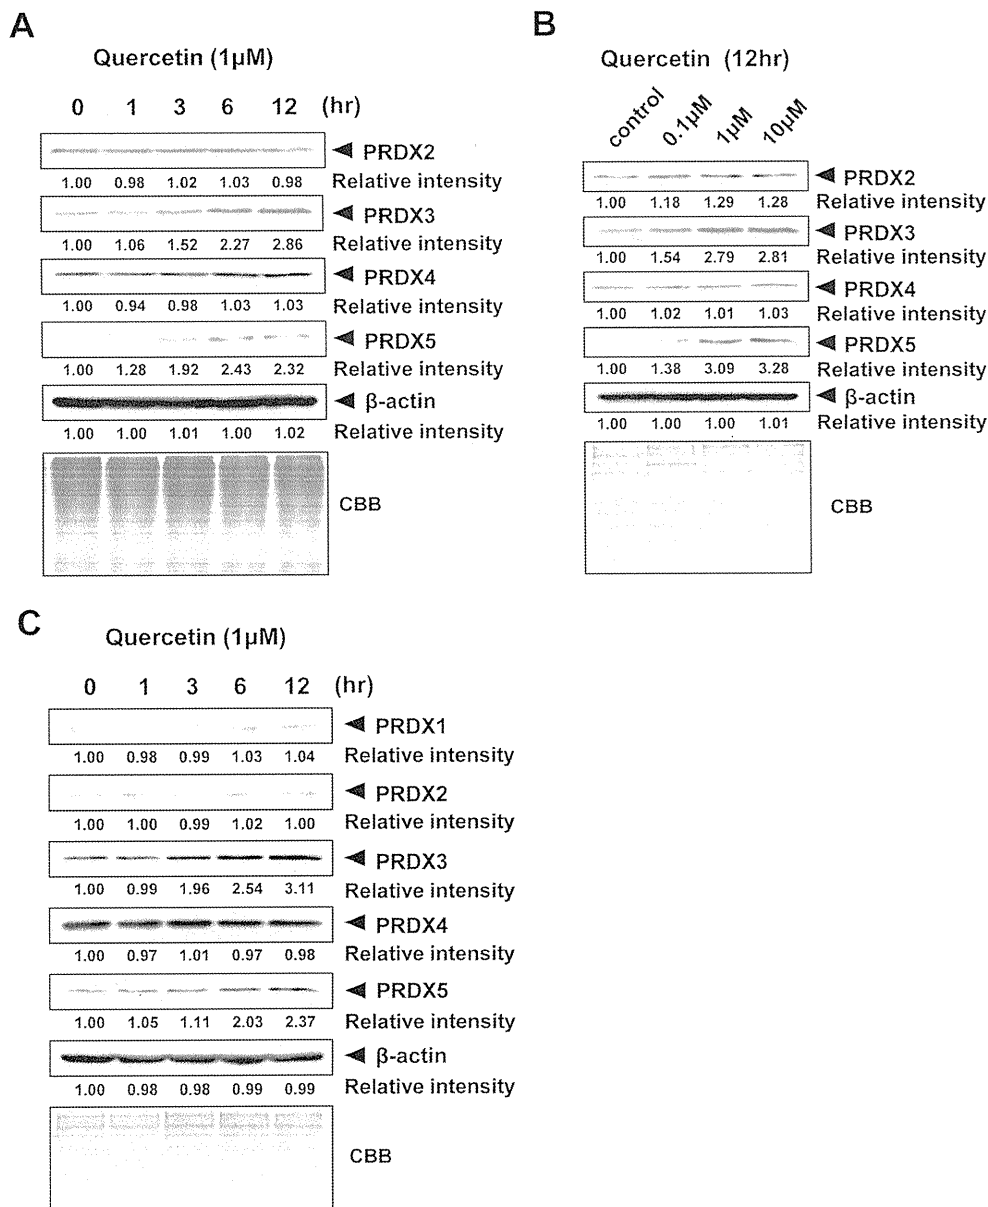 A
Quercetin (1µM)
0 1 3 6 12 (hr)
PRDX2
1.00 0.98 1.02 1.03 0.98 Relative intensity
PRDX3
1.00 1.06 1.52 2.27 2.86 Relative intensity
PRDX4
1.00 0.94 0.98 1.03 1.03 Relative intensity
PRDX5
1.00 1.28 1.92 2.43 2.32 Relative intensity
β-actin
1.00 1.00 1.01 1.00 1.02 Relative intensity
CBB
B
Quercetin (12hr)
control 0.1µM 1µM 10µM
PRDX2
1.00 1.18 1.29 1.28 Relative intensity
PRDX3
1.00 1.54 2.79 2.81 Relative intensity
PRDX4
1.00 1.02 1.01 1.03 Relative intensity
PRDX5
1.00 1.38 3.09 3.28 Relative intensity
β-actin
1.00 1.00 1.00 1.01 Relative intensity
CBB
C
Quercetin (1µM)
0 1 3 6 12 (hr)
PRDX1
1.00 0.98 0.99 1.03 1.04 Relative intensity
PRDX2
1.00 1.00 0.99 1.02 1.00 Relative intensity
PRDX3
1.00 0.99 1.96 2.54 3.11 Relative intensity
PRDX4
1.00 0.97 1.01 0.97 0.98 Relative intensity
PRDX5
1.00 1.05 1.11 2.03 2.37 Relative intensity
β-actin
1.00 0.98 0.98 0.99 0.99 Relative intensity
CBB